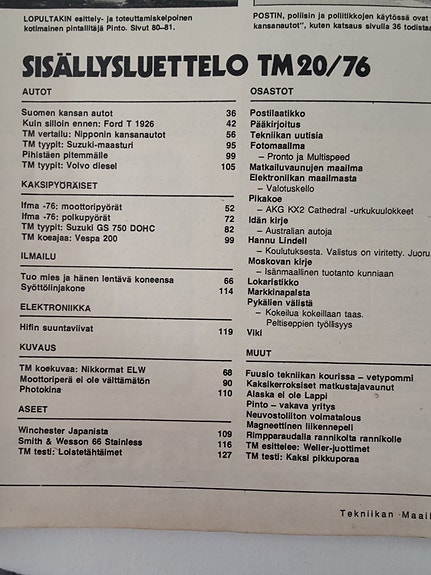 LOPULTAKIN esittely- ja toteuttamiskelpoinen
kotimainen pintaliitäjä Pinto. Sivut 80–81.
POSTIN, poliisin ja poliitikkojen käytössä ovat
kansanautot", kuten katsaus sivulla 36 todistaa
SISÄLLYSLUETTELO TM 20/76
AUTOT
Suomen kansan autot 36
Kuin silloin ennen: Ford T 1926 42
TM vertailu: Nipponin kansanautot 56
TM tyypit: Suzuki-maasturi 95
Pihistäen pitemmälle 99
TM tyypit: Volvo diesel 105
KAKSIPYÖRÄISET
Ifma -76: moottoripyörät 52
Ifma -76: polkupyörät 72
TM tyypit: Suzuki GS 750 DOHC 82
TM koeajaa: Vespa 200 99
ILMAILU
Tuo mies ja hänen lentävä koneensa 66
Syöttölinjakone 114
ELEKTRONIIKKA
Hifin suuntaviivat 119
KUVAUS
TM koekuvaa: Nikkormat ELW 68
Moottoriperä ei ole välttämätön 90
Photokina 110
ASEET
Winchester Japanista 109
Smith & Wesson 66 Stainless 116
TM testi: Loistetähtäimet 127
OSASTOT
Postilaatikko
Pääkirjoitus
Tekniikan uutisia
Fotomaailma
– Pronto ja Multispeed
Matkailuvaunujen maailma
Elektroniikan maailmasta
– Valotuskello
Pikakoe
– AKG KX2 Cathedral -urkukuulokkeet
Idän kirje
– Australian autoja
Hannu Lindell
– Koulutuksesta. Valistus on viritetty. Juoru
Moskovan kirje
– Isänmaallinen tuotanto kunniaan
Lokaristikko
Markkinapaista
Pykälien välistä
– Kokeilua kokeillaan taas.
Peltiseppien työllisyys
Viki
MUUT
Fuusio tekniikan kourissa – vetypommi
Kaksikerroksiset matkustajavaunut
Alaska ei ole Lappi
Pinto – vakava yritys
Neuvostoliiton voimatalous
Magneettinen liikennepeli
Rimpparaudalla rannikolta rannikolle
TM esittelee: Weller-juottimet
TM testi: Kaksi pikkuporaa
Tekniikan Maail